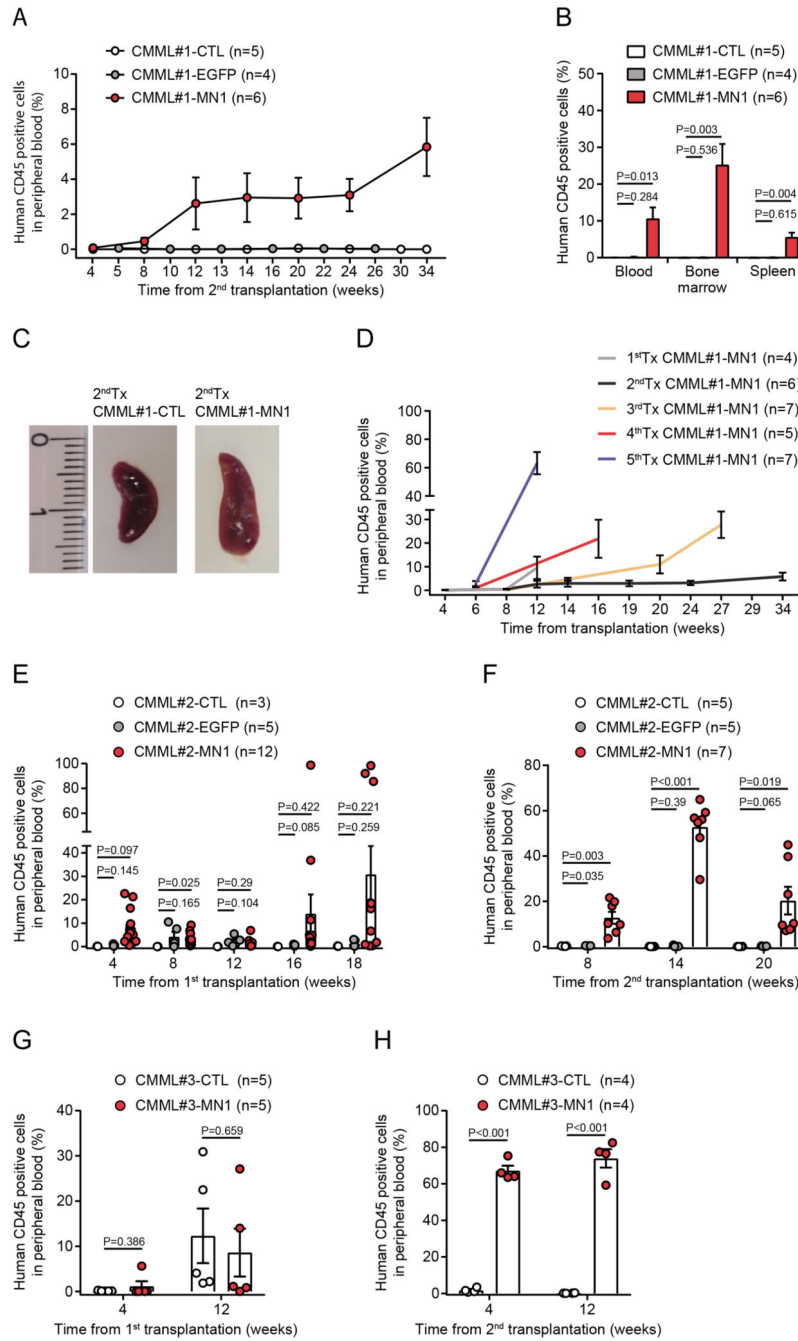 A
CMML#1-CTL (n=5)
CMML#1-EGFP (n=4)
CMML#1-MN1 (n=6)
Human CD45 positive cells
in peripheral blood (%)
10
8
6
4
2
0
4 5 8 10 12 13 14 16 20 22 24 26 30 34
Time from 2nd transplantation (weeks)
B
CMML#1-CTL (n=5)
CMML#1-EGFP (n=4)
CMML#1-MN1 (n=6)
Human CD45 positive cells (%)
50
40
30
20
10
0
P=0.003
P=0.536
P=0.013
P=0.284
P=0.004
P=0.615
Blood Bone marrow Spleen
C
2ndTx
CMML#1-CTL
2ndTx
CMML#1-MN1
0
1
D
1stTx CMML#1-MN1 (n=4)
2ndTx CMML#1-MN1 (n=6)
3rdTx CMML#1-MN1 (n=7)
4thTx CMML#1-MN1 (n=5)
5thTx CMML#1-MN1 (n=7)
Human CD45 positive cells
in peripheral blood (%)
100
80
60
40
30
20
10
0
4 6 8 12 14 16 19 20 24 27 29 34
Time from transplantation (weeks)
E
CMML#2-CTL (n=3)
CMML#2-EGFP (n=5)
CMML#2-MN1 (n=12)
Human CD45 positive cells
in peripheral blood (%)
100
80
60
40
30
20
10
0
P=0.097
P=0.145
P=0.025
P=0.165
P=0.29
P=0.104
P=0.422
P=0.085
P=0.221
P=0.259
4 8 12 16 18
Time from 1st transplantation (weeks)
F
CMML#2-CTL (n=5)
CMML#2-EGFP (n=5)
CMML#2-MN1 (n=7)
Human CD45 positive cells
in peripheral blood (%)
80
60
40
20
0
P=0.003
P=0.035
P<0.001
P=0.39
P=0.019
P=0.065
8 14 20
Time from 2nd transplantation (weeks)
G
CMML#3-CTL (n=5)
CMML#3-MN1 (n=5)
Human CD45 positive cells
in peripheral blood (%)
40
30
20
10
0
P=0.386
P=0.659
4 12
Time from 1st transplantation (weeks)
H
CMML#3-CTL (n=4)
CMML#3-MN1 (n=4)
Human CD45 positive cells
in peripheral blood (%)
100
80
60
40
20
0
P<0.001
P<0.001
4 12
Time from 2nd transplantation (weeks)